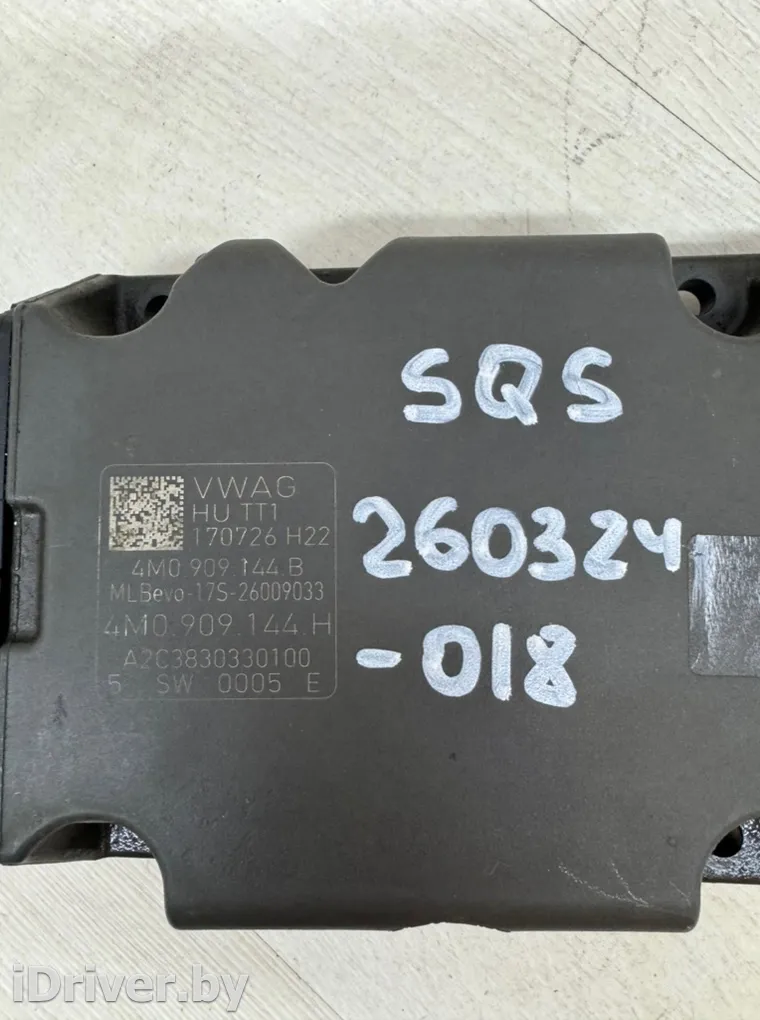 SQS
260324
-018
VWAG
HU TT1
170726 H22
4M0.909.144.B
MLBevo-17S-26009033
4M0.909.144.H
A2C3830330100
5 SW 0005 E
iDriver.by